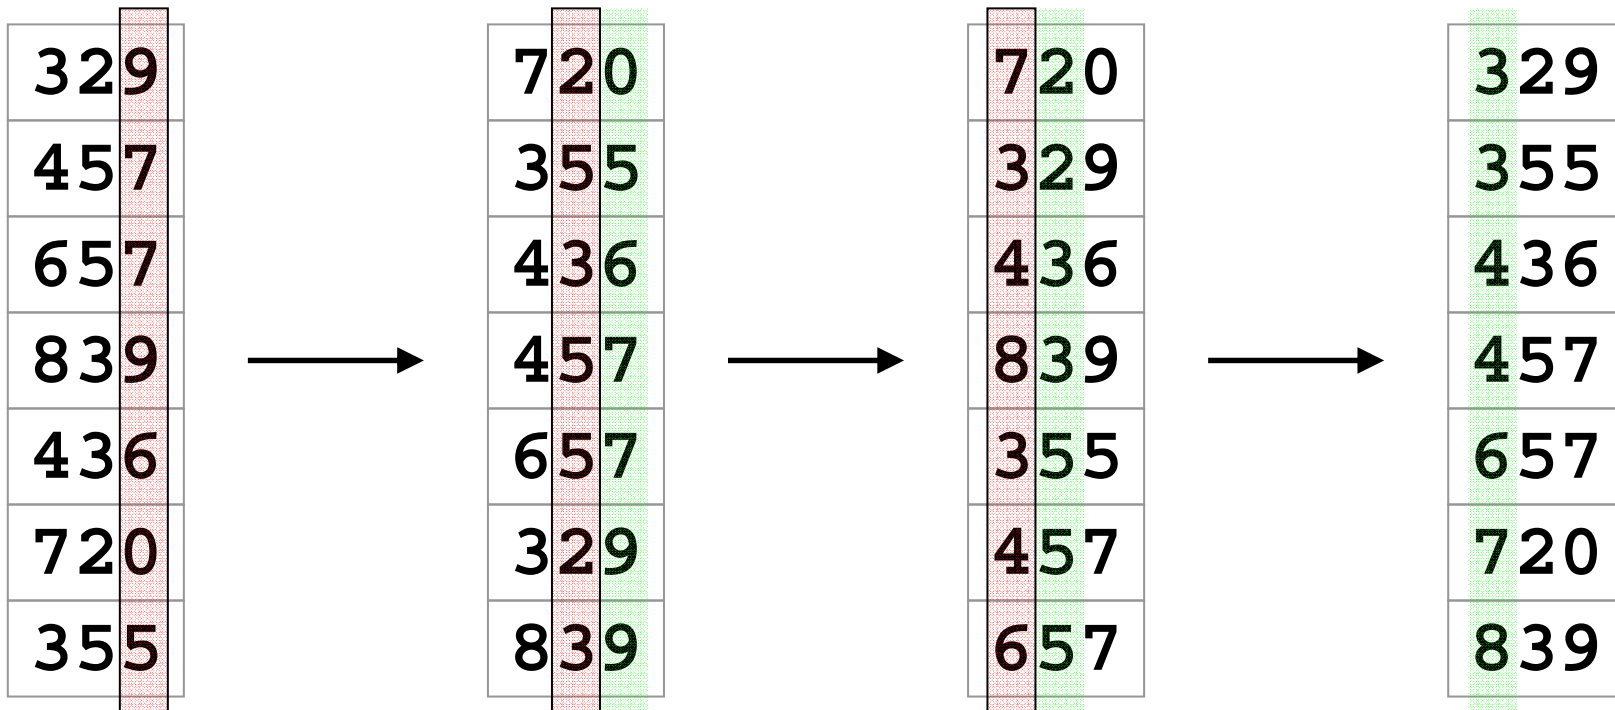 329 720 720 329
457 355 329 355
657 436 436 436
839 457 839 457
436 657 355 657
720 329 457 720
355 839 657 839